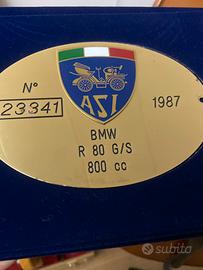 N°
23341
ASI
1987
BMW
R 80 G/S
800 cc
subito